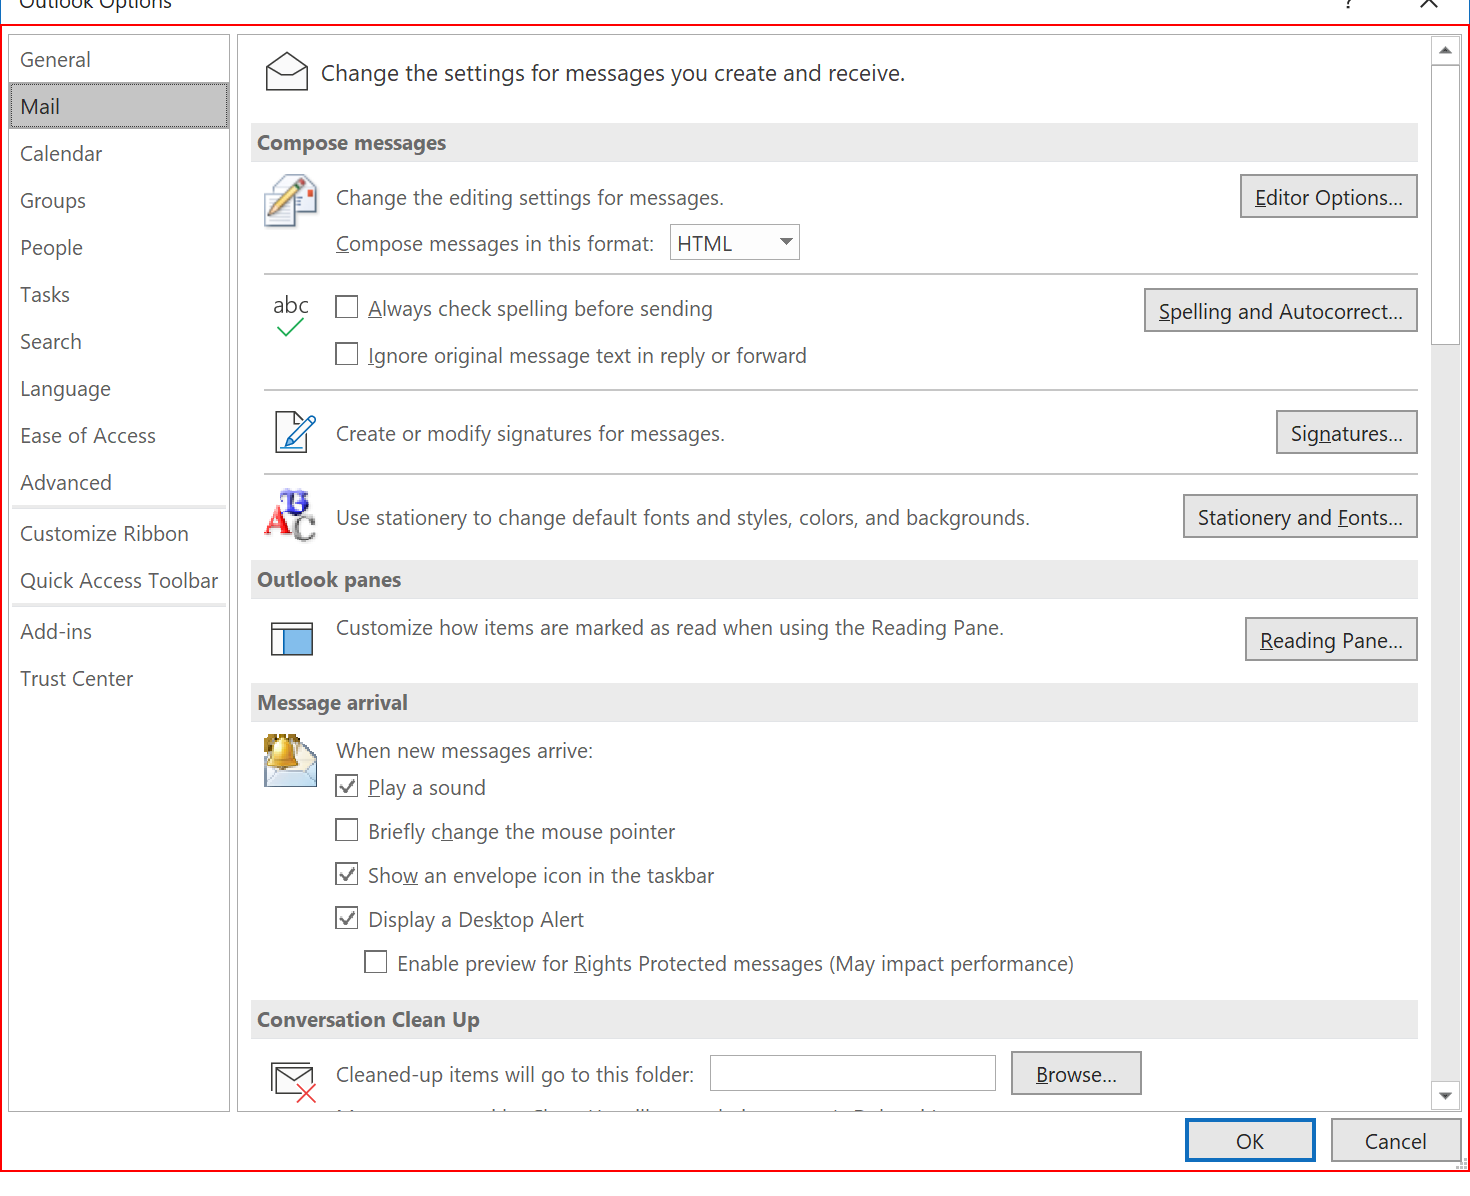 Outlook Options
?
General
Mail
Calendar
Groups
People
Tasks
Search
Language
Ease of Access
Advanced
Customize Ribbon
Quick Access Toolbar
Add-ins
Trust Center
Change the settings for messages you create and receive.
Compose messages
Change the editing settings for messages.
Editor Options...
Compose messages in this format: HTML
abc
Always check spelling before sending
Spelling and Autocorrect...
Ignore original message text in reply or forward
Create or modify signatures for messages.
Signatures...
ABC
Use stationery to change default fonts and styles, colors, and backgrounds.
Stationery and Fonts...
Outlook panes
Customize how items are marked as read when using the Reading Pane.
Reading Pane...
Message arrival
When new messages arrive:
Play a sound
Briefly change the mouse pointer
Show an envelope icon in the taskbar
Display a Desktop Alert
Enable preview for Rights Protected messages (May impact performance)
Conversation Clean Up
Cleaned-up items will go to this folder:
Browse...
OK
Cancel